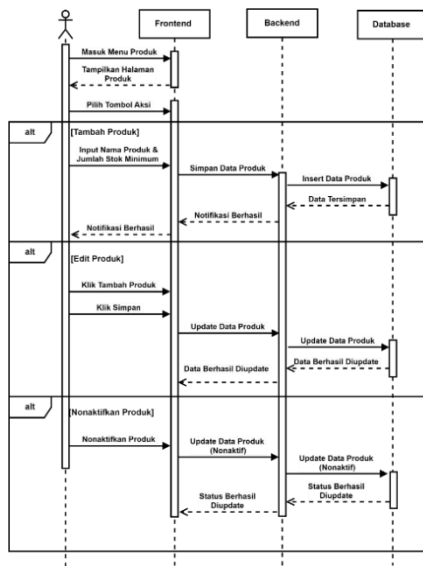 Frontend
Backend
Database
Masuk Menu Produk
Tampilkan Halaman
Produk
Pilih Tombol Aksi
alt
[Tambah Produk]
Input Nama Produk &
Jumlah Stok Minimum
Simpan Data Produk
Insert Data Produk
Data Tersimpan
Notifikasi Berhasil
Notifikasi Berhasil
alt
[Edit Produk]
Klik Tambah Produk
Klik Simpan
Update Data Produk
Update Data Produk
Data Berhasil Diupdate
Data Berhasil Diupdate
alt
[Nonaktifkan Produk]
Nonaktifkan Produk
Update Data Produk
(Nonaktif)
Update Data Produk
(Nonaktif)
Status Berhasil
Diupdate
Status Berhasil
Diupdate